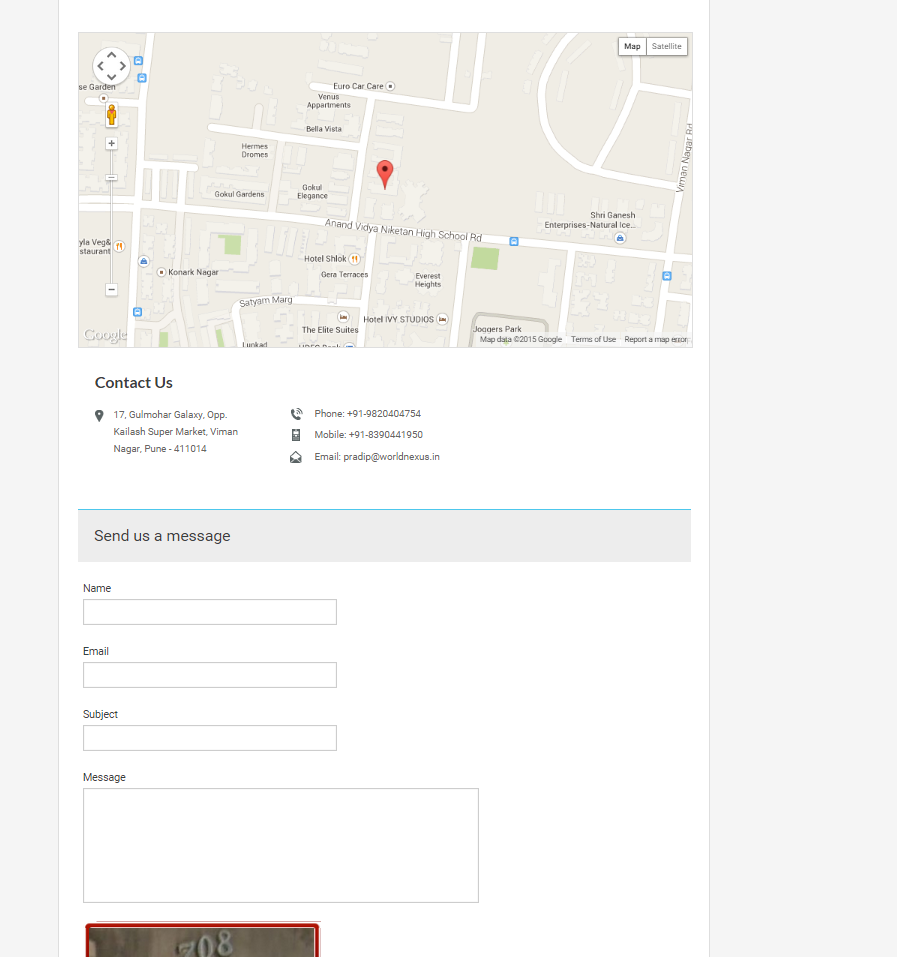 Map Satellite
se Garden
Euro Car Care
Venus
Appartments
Bella Vista
Hermes
Dromes
Gokul Gardens
Gokul
Elegance
Viman Nagar Rd
Anand Vidya Niketan High School Rd
Shri Ganesh
Enterprises-Natural Ice...
yla Veg&
staurant
Hotel Shlok
Konark Nagar
Gera Terraces
Everest
Heights
Satyam Marg
The Elite Suites
Hotel IVY STUDIOS
Joggers Park
Lunkad
HDFC Bank
Google
Map data ©2015 Google Terms of Use Report a map error
Contact Us
17, Gulmohar Galaxy, Opp.
Kailash Super Market, Viman
Nagar, Pune - 411014
Phone: +91-9820404754
Mobile: +91-8390441950
Email: pradip@worldnexus.in
Send us a message
Name
Email
Subject
Message
708